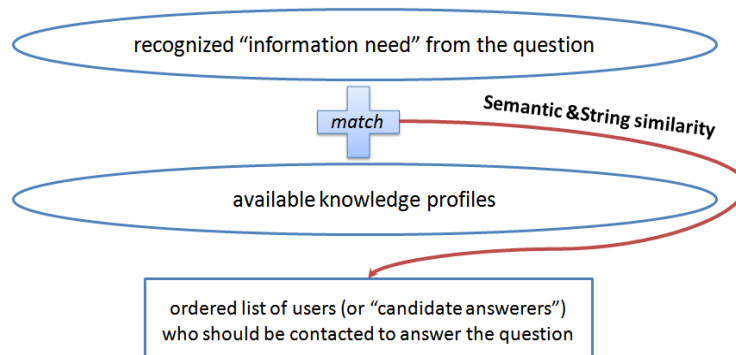 recognized “information need” from the question
match
Semantic &String similarity
available knowledge profiles
ordered list of users (or “candidate answerers”)
who should be contacted to answer the question